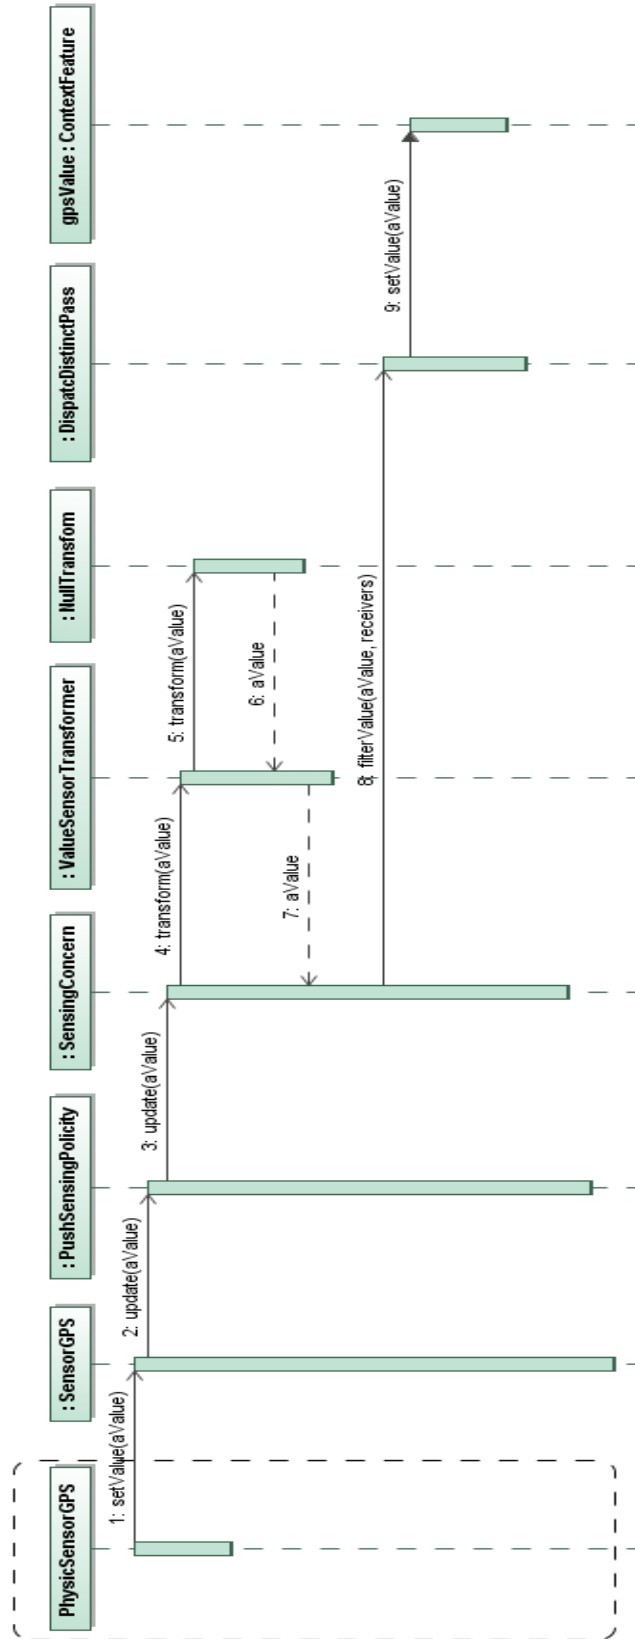 PhysicSensorGPS
: SensorGPS
: PushSensingPolicity
: SensingConcern
: ValueSensorTransformer
: NullTransfom
: DispatcDistinctPass
gpsValue : ContextFeature
1: setValue(aValue)
2: update(aValue)
3: update(aValue)
4: transform(aValue)
5: transform(aValue)
6: aValue
7: aValue
8: filterValue(aValue, receivers)
9: setValue(aValue)